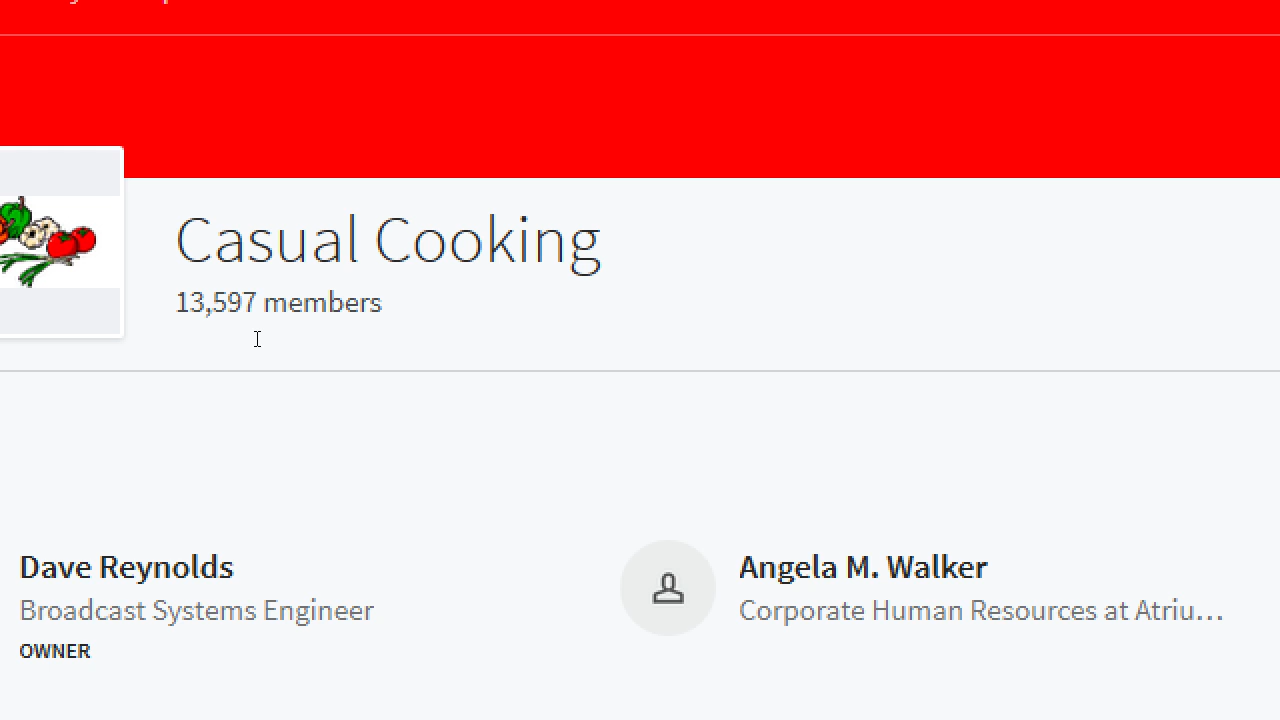 Casual Cooking
13,597 members
Dave Reynolds
Broadcast Systems Engineer
OWNER
Angela M. Walker
Corporate Human Resources at Atriu…